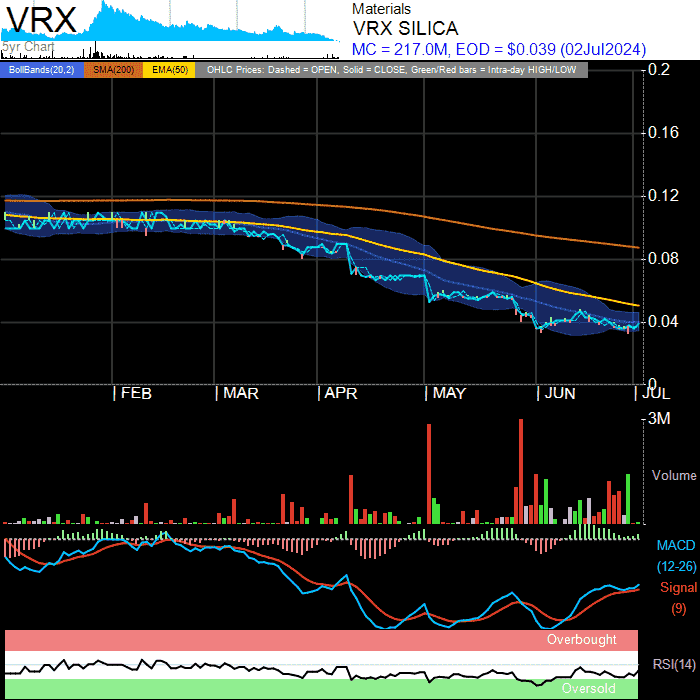 VRX
5yr Chart
Materials
VRX SILICA
MC = 217.0M, EOD = $0.039 (02Jul2024)
BollBands(20,2) SMA(200) EMA(50) OHLC Prices: Dashed = OPEN, Solid = CLOSE, Green/Red bars = Intra-day HIGH/LOW
0.2
0.16
0.12
0.08
0.04
0
FEB MAR APR MAY JUN JUL
3M
Volume
MACD
(12-26)
Signal
(9)
Overbought
RSI(14)
Oversold